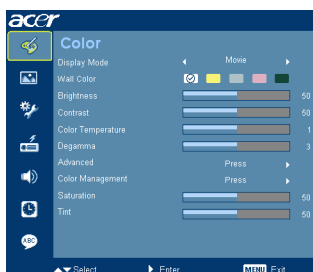 acer
Color
Display Mode Movie
Wall Color
Brightness 50
Contrast 50
Color Temperature 1
Degamma 3
Advanced Press
Color Management Press
Saturation 50
Tint 50
ABC
Select Enter MENU Exit